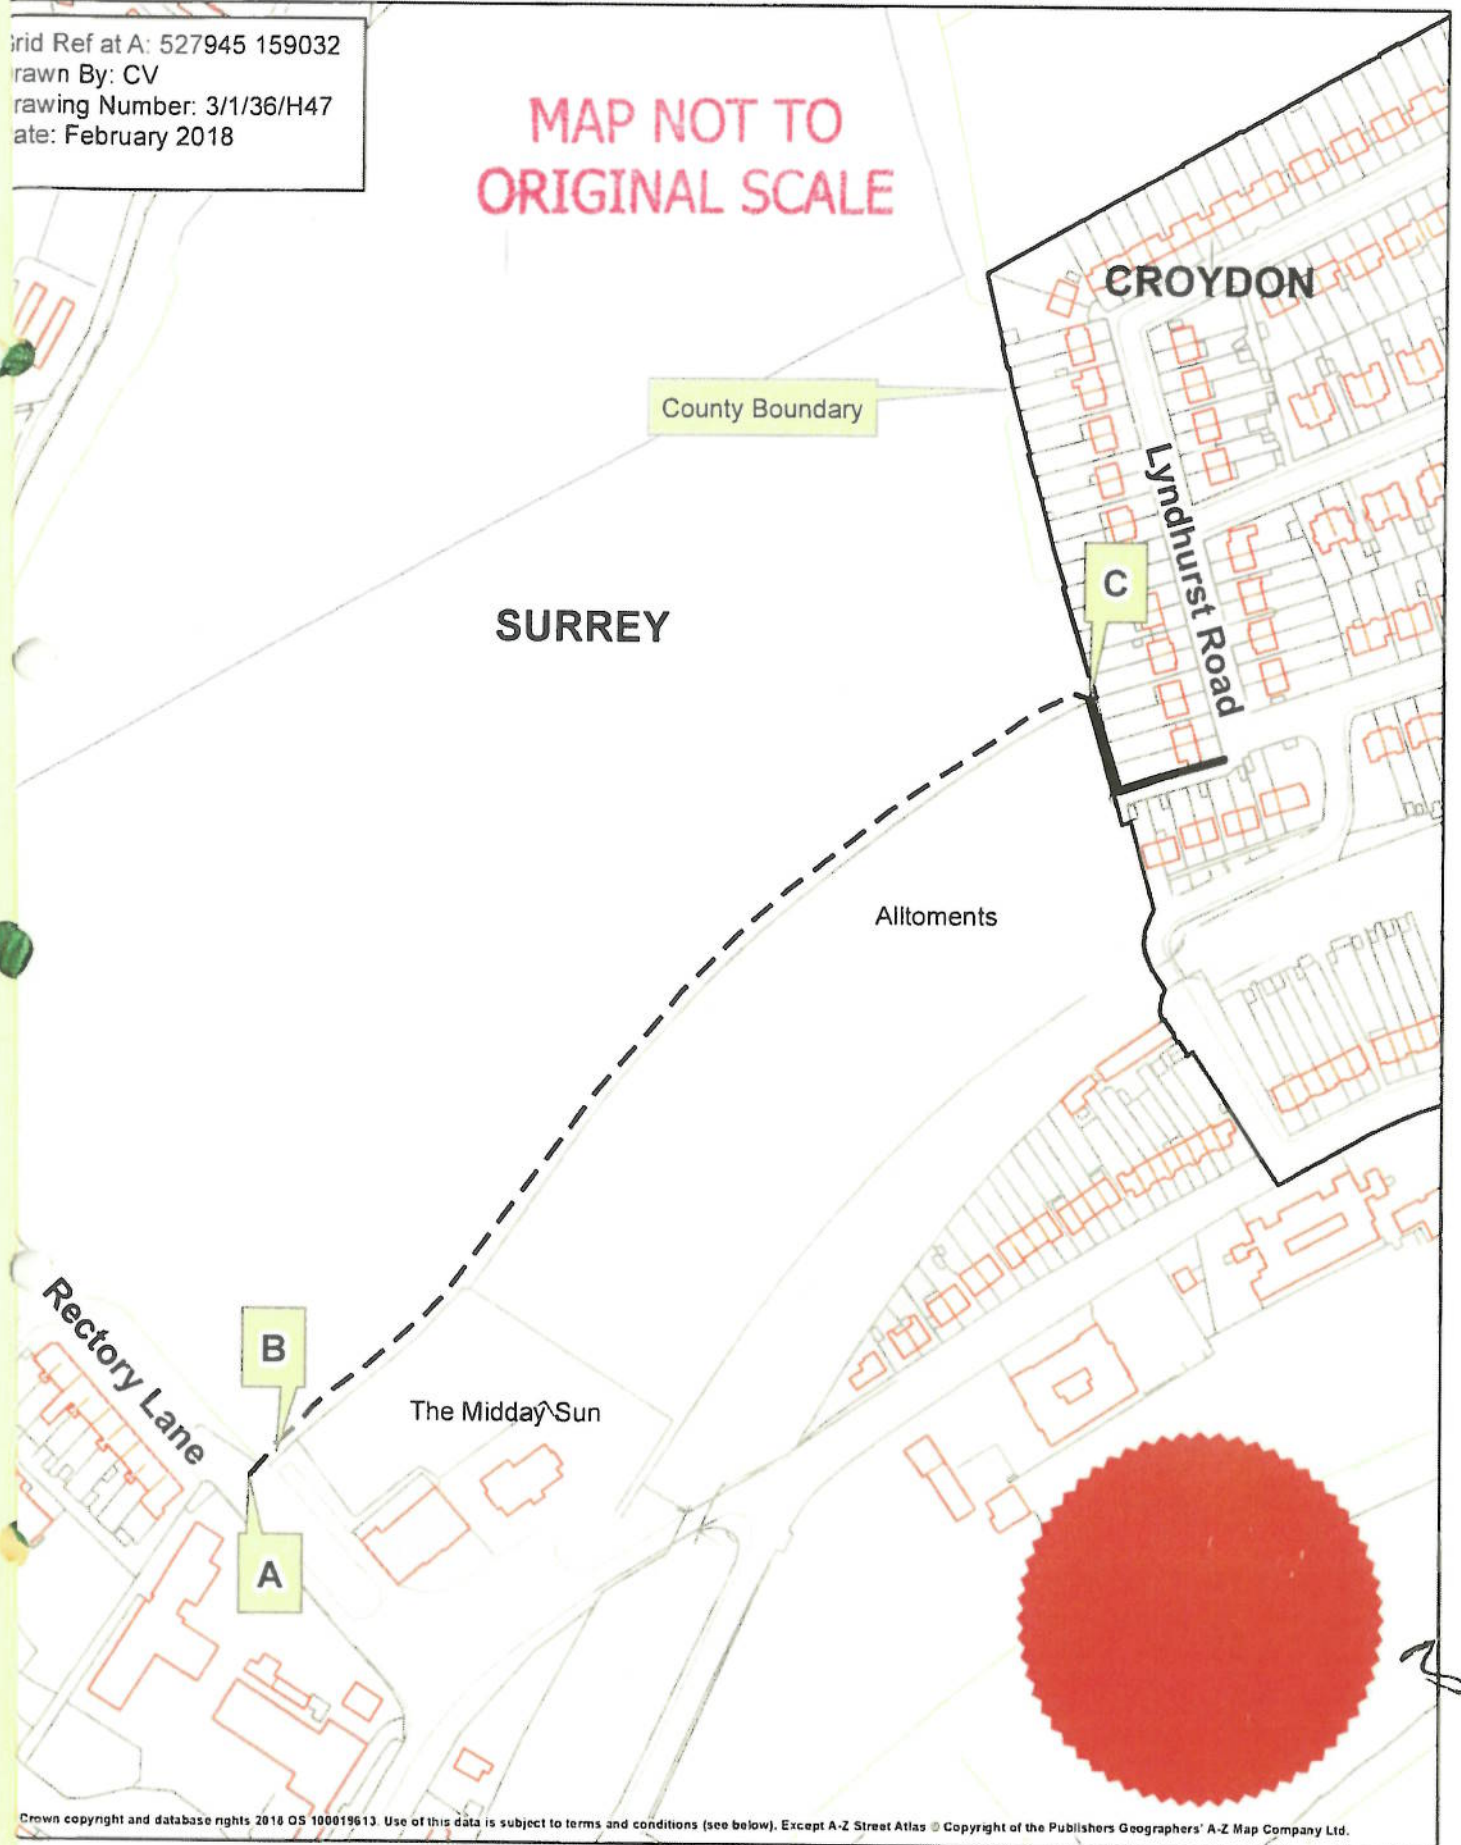 rid Ref at A: 527945 159032
rawn By: CV
rawing Number: 3/1/36/H47
ate: February 2018
MAP NOT TO
ORIGINAL SCALE
CROYDON
County Boundary
Lyndhurst Road
C
SURREY
Alltoments
Rectory Lane
B
The Midday Sun
A
Crown copyright and database rights 2018 OS 100019613. Use of this data is subject to terms and conditions (see below). Except A-Z Street Atlas © Copyright of the Publishers Geographers' A-Z Map Company Ltd.